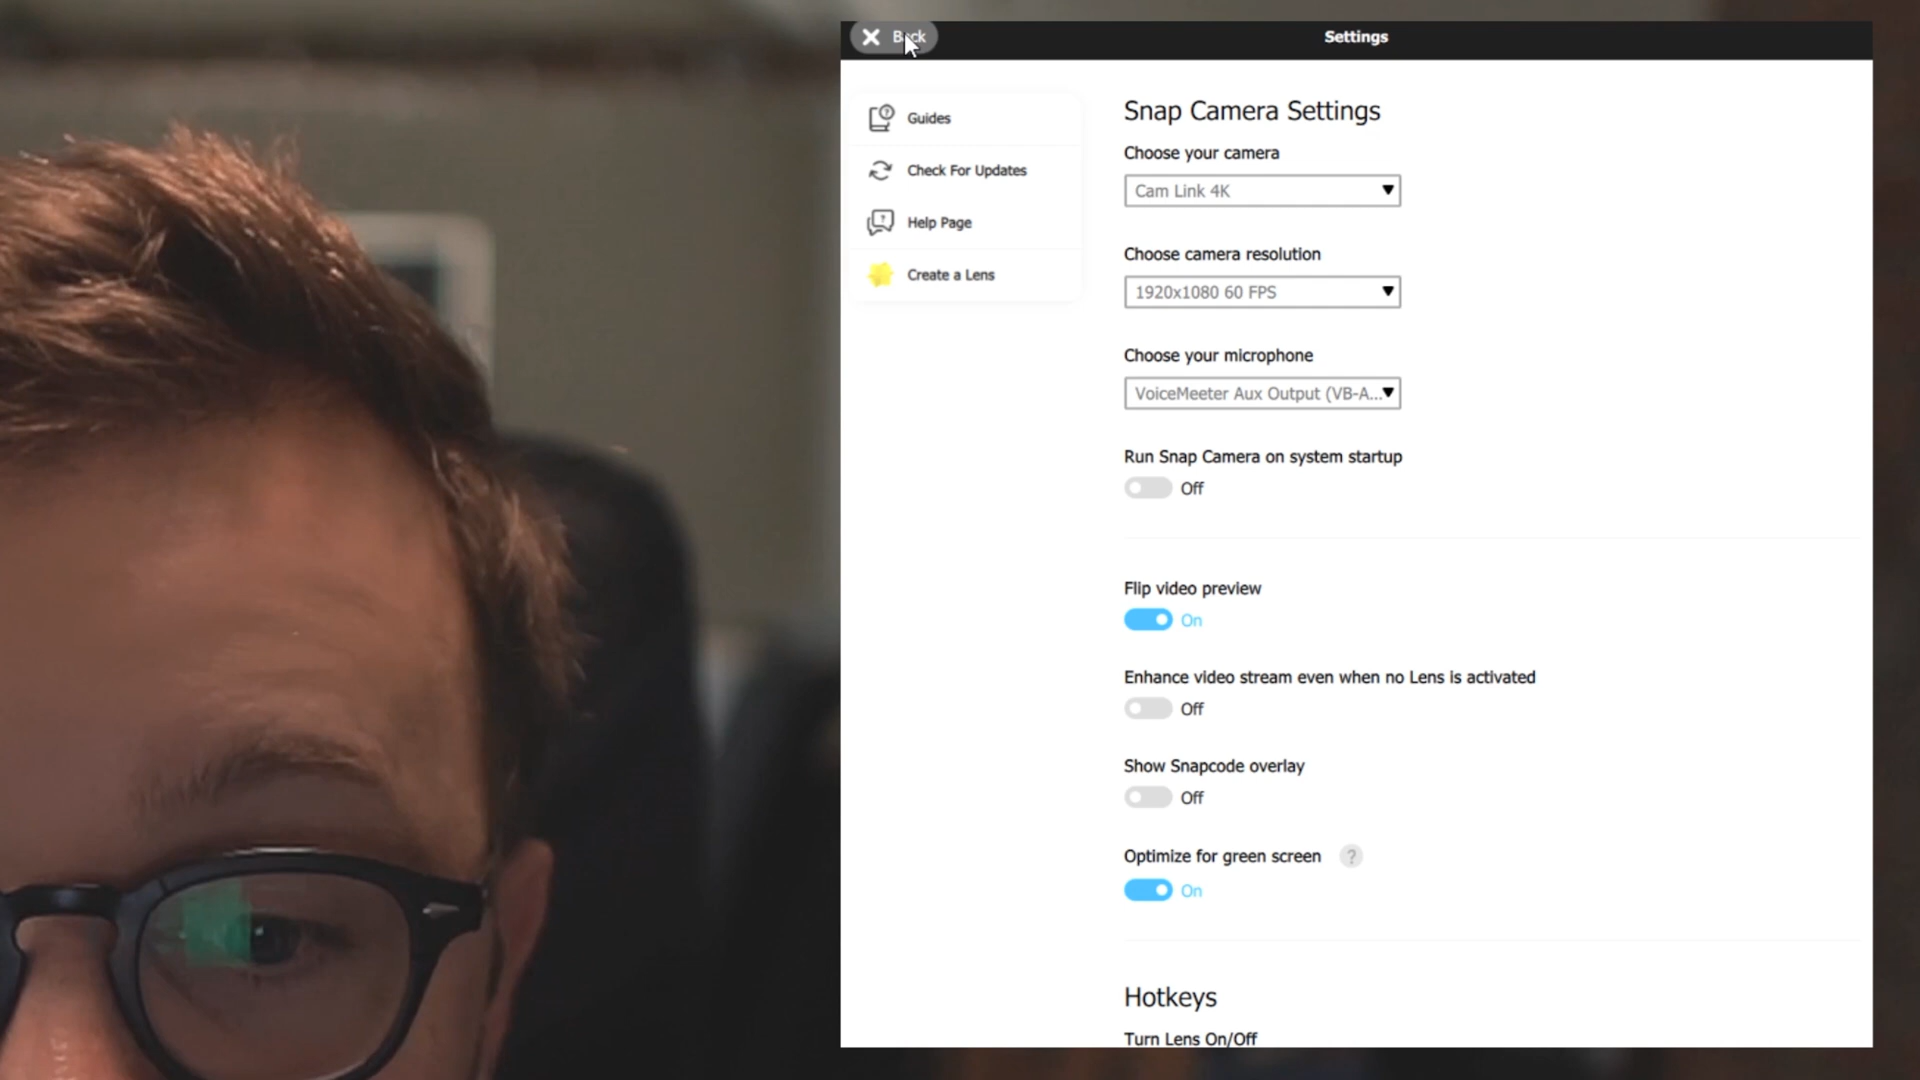 Back
Settings
Guides
Check For Updates
Help Page
Create a Lens
Snap Camera Settings
Choose your camera
Cam Link 4K
Choose camera resolution
1920x1080 60 FPS
Choose your microphone
VoiceMeeter Aux Output (VB-A...
Run Snap Camera on system startup
Off
Flip video preview
On
Enhance video stream even when no Lens is activated
Off
Show Snapcode overlay
Off
Optimize for green screen ?
On
Hotkeys
Turn Lens On/Off